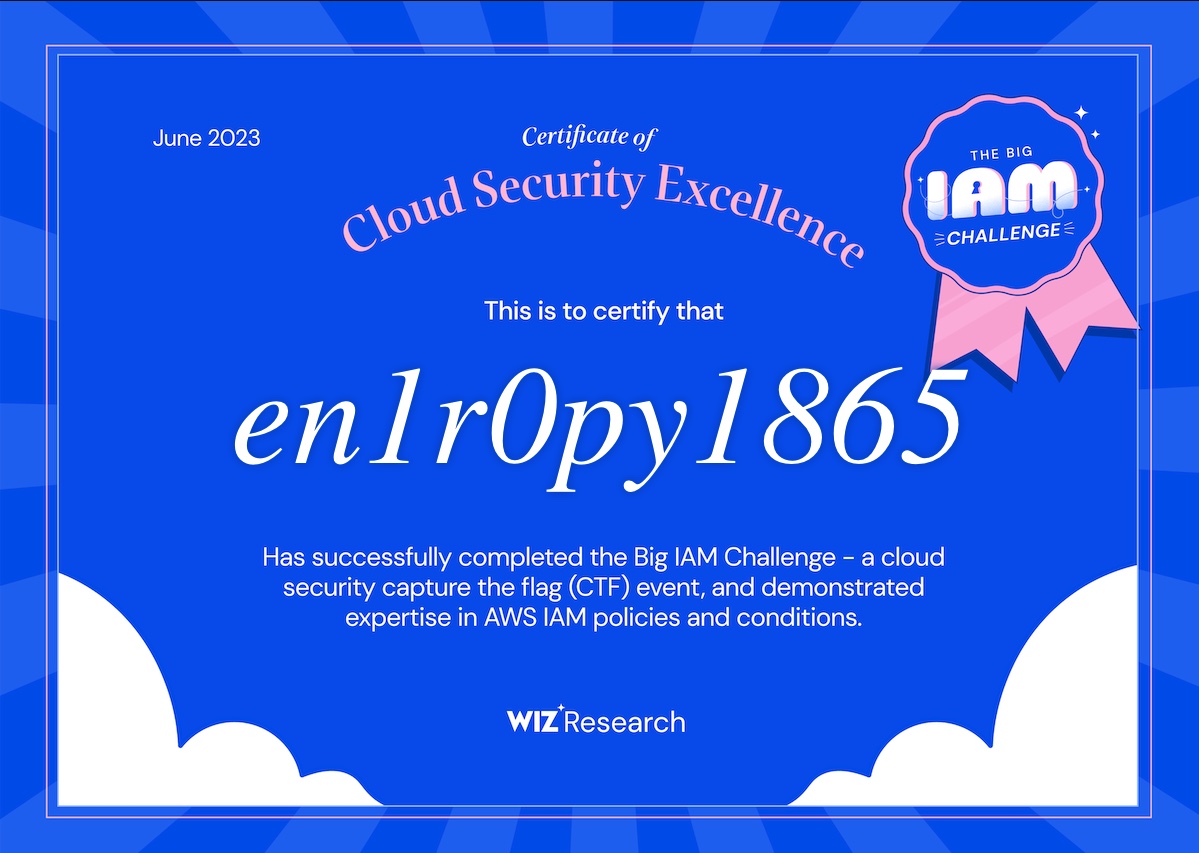 June 2023
Certificate of
Cloud Security Excellence
THE BIG
IAM
CHALLENGE
This is to certify that
en1r0py1865
Has successfully completed the Big IAM Challenge - a cloud
security capture the flag (CTF) event, and demonstrated
expertise in AWS IAM policies and conditions.
WIZ Research